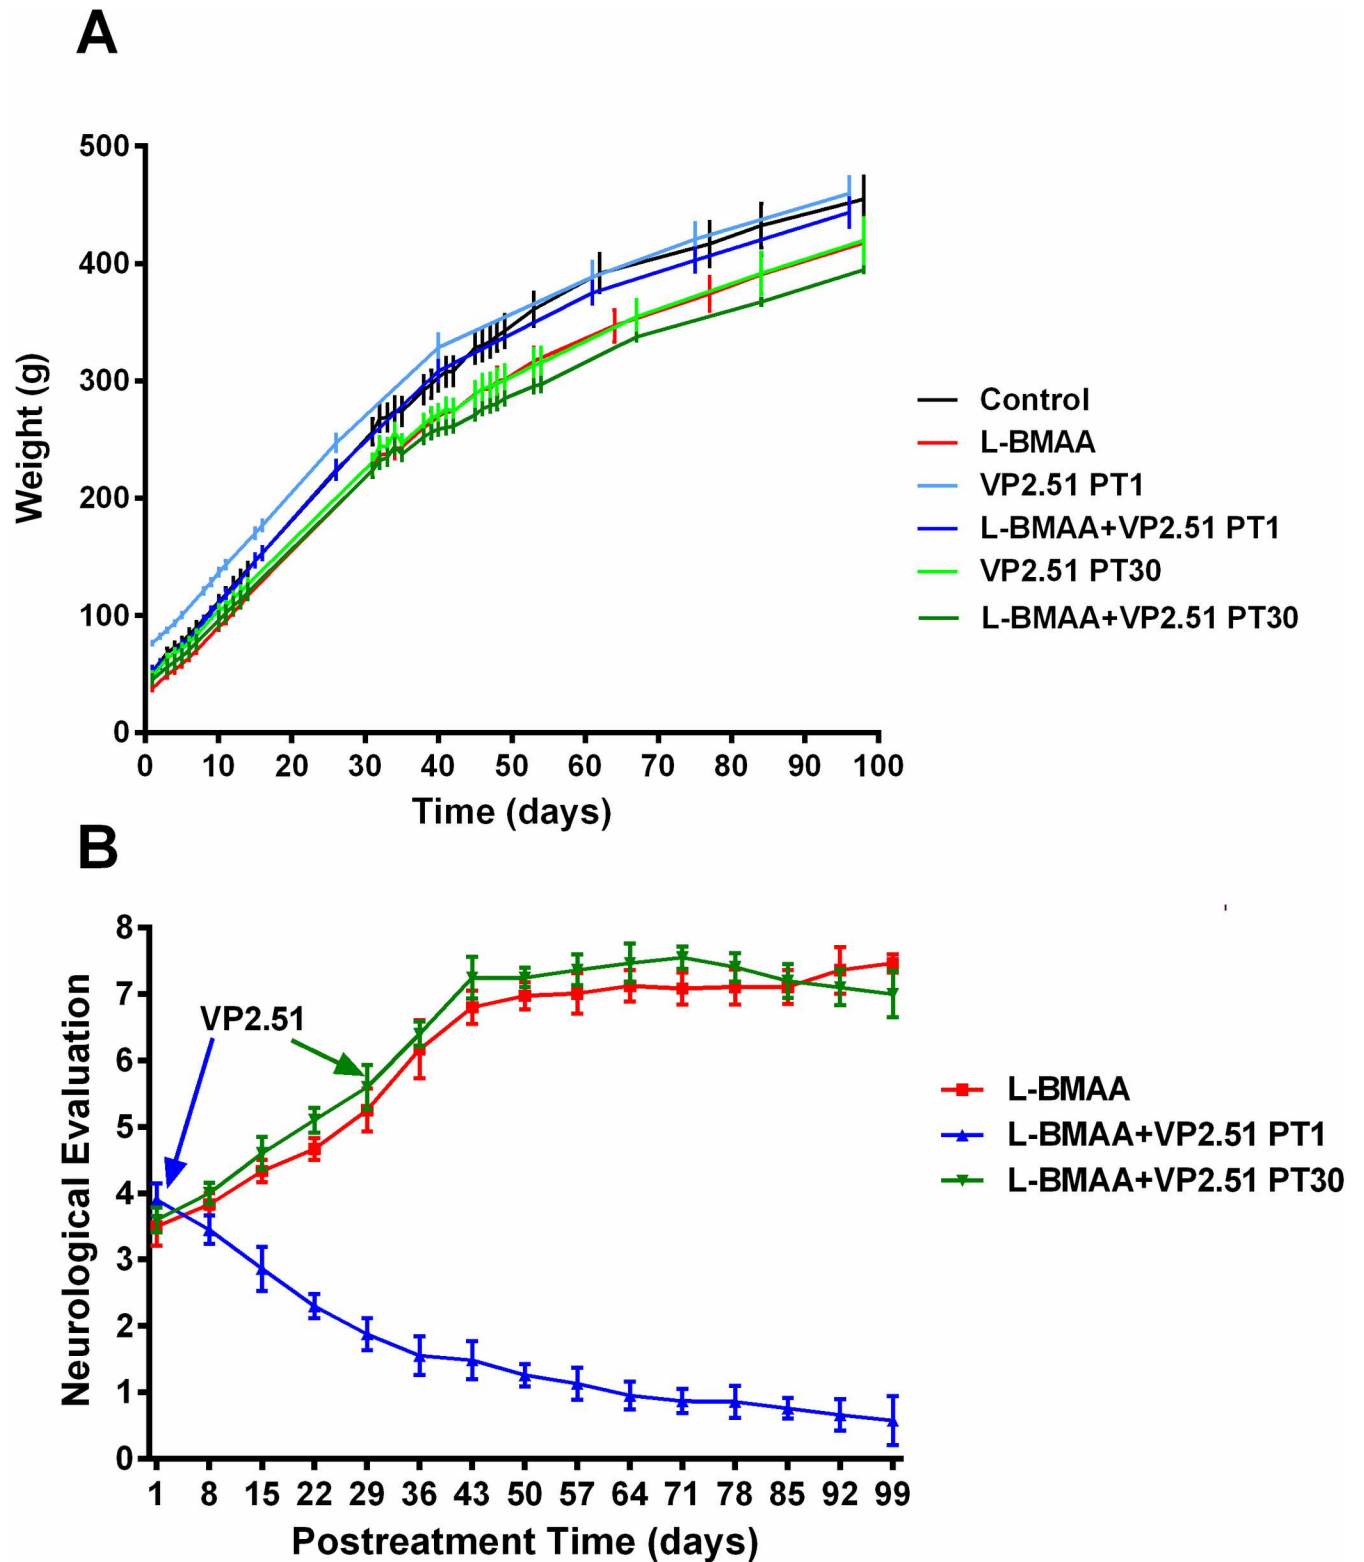 A
500
400
300
200
100
0
Weight (g)
0 10 20 30 40 50 60 70 80 90 100
Time (days)
Control
L-BMAA
VP2.51 PT1
L-BMAA+VP2.51 PT1
VP2.51 PT30
L-BMAA+VP2.51 PT30
B
8
7
6
5
4
3
2
1
0
Neurological Evaluation
VP2.51
1 8 15 22 29 36 43 50 57 64 71 78 85 92 99
Postreatment Time (days)
L-BMAA
L-BMAA+VP2.51 PT1
L-BMAA+VP2.51 PT30